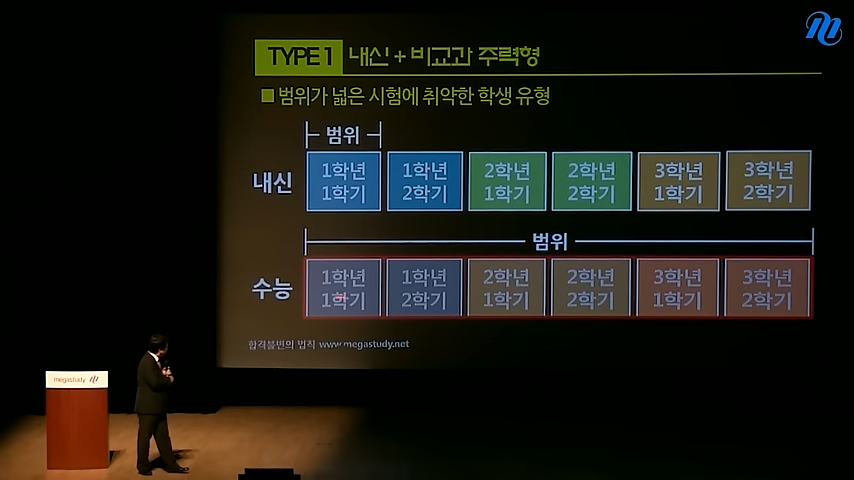 TYPE 1 내신 + 비교과 주력형
■ 범위가 넓은 시험에 취약한 학생 유형
범위
내신
1학년 1학기
1학년 2학기
2학년 1학기
2학년 2학기
3학년 1학기
3학년 2학기
범위
수능
1학년 1학기
1학년 2학기
2학년 1학기
2학년 2학기
3학년 1학기
3학년 2학기
합격불변의 법칙 www.megastudy.net
megastudy